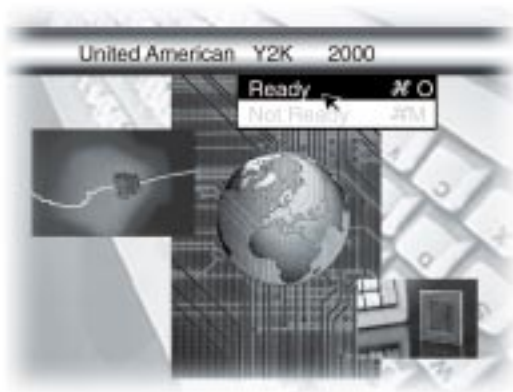 United American Y2K 2000
Ready ⌘ O
Not Ready ⌘M
C
X